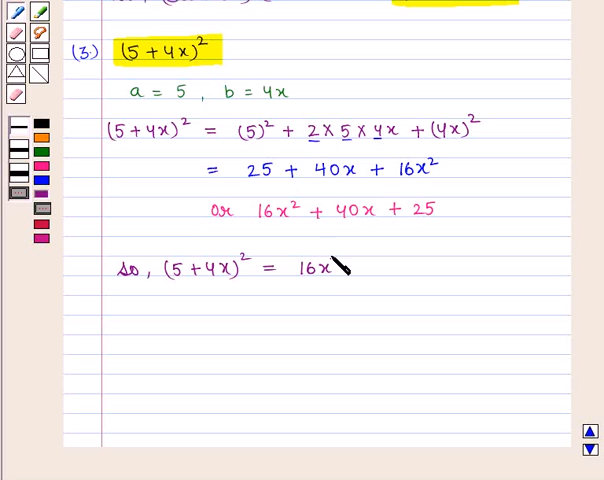 (3.) (5 + 4x)²
a = 5 , b = 4x
(5 + 4x)² = (5)² + 2 × 5 × 4x + (4x)²
= 25 + 40x + 16x²
or 16x² + 40x + 25
so, (5 + 4x)² = 16x